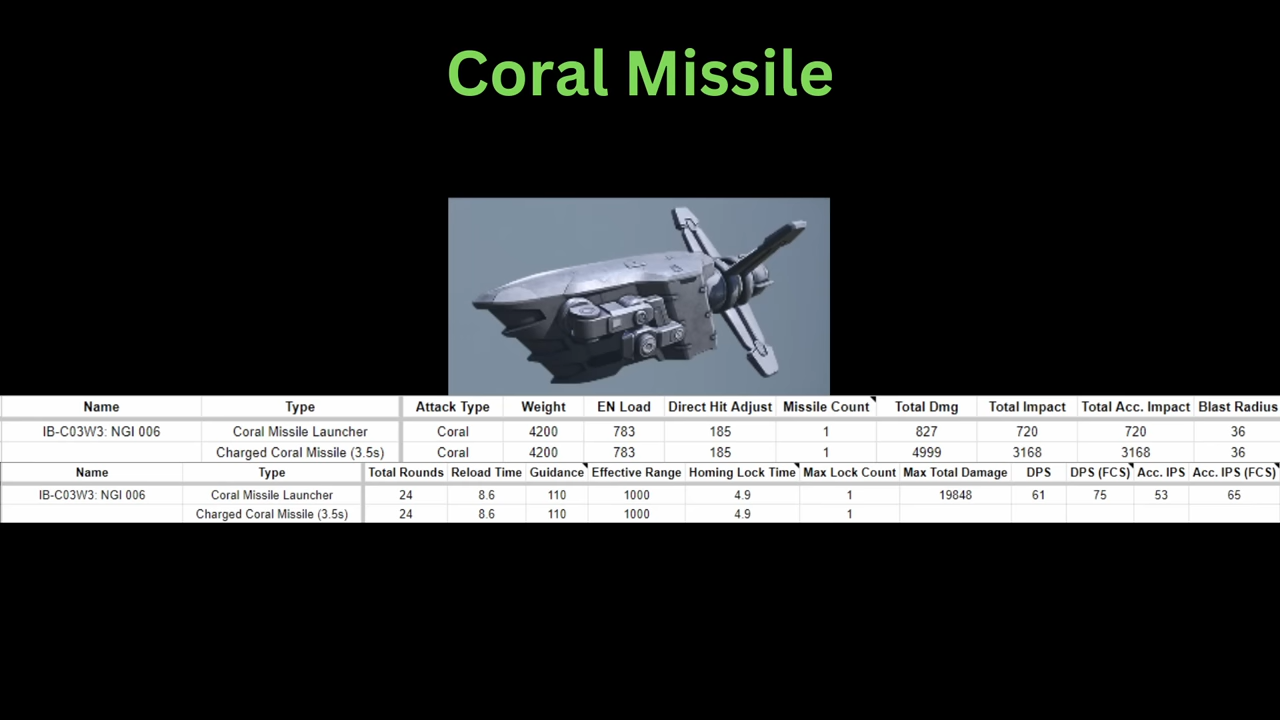 Coral Missile
Name Type Attack Type Weight EN Load Direct Hit Adjust Missile Count Total Dmg Total Impact Total Acc. Impact Blast Radius
IB-C03W3: NGI 006 Coral Missile Launcher Coral 4200 783 185 1 827 720 720 36
Charged Coral Missile (3.5s) Coral 4200 783 185 1 4999 3168 3168 36
Name Type Total Rounds Reload Time Guidance Effective Range Homing Lock Time Max Lock Count Max Total Damage DPS DPS (FCS) Acc. IPS Acc. IPS (FCS)
IB-C03W3: NGI 006 Coral Missile Launcher 24 8.6 110 1000 4.9 1 19848 61 75 53 65
Charged Coral Missile (3.5s) 24 8.6 110 1000 4.9 1